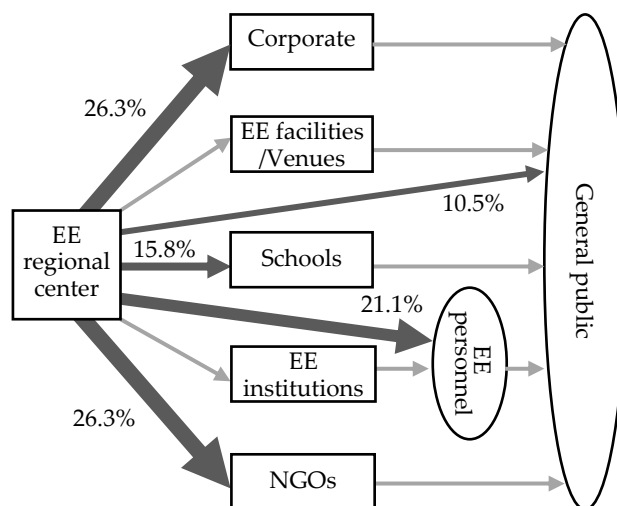 Corporate
26.3%
EE facilities
/Venues
10.5%
EE
regional
center
15.8%
Schools
General public
21.1%
EE
personnel
EE
institutions
26.3%
NGOs